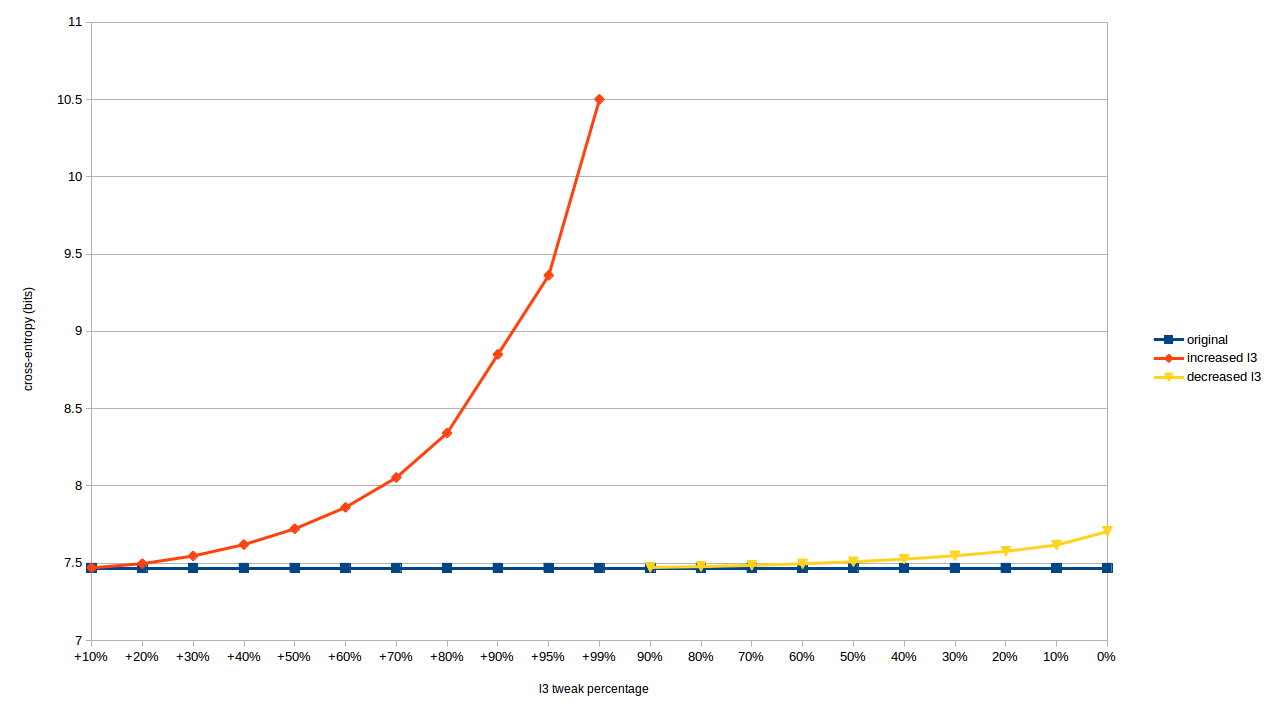 11
10.5
10
9.5
9
8.5
8
7.5
7
cross-entropy (bits)
+10% +20% +30% +40% +50% +60% +70% +80% +90% +95% +99% 90% 80% 70% 60% 50% 40% 30% 20% 10% 0%
l3 tweak percentage
original
increased l3
decreased l3